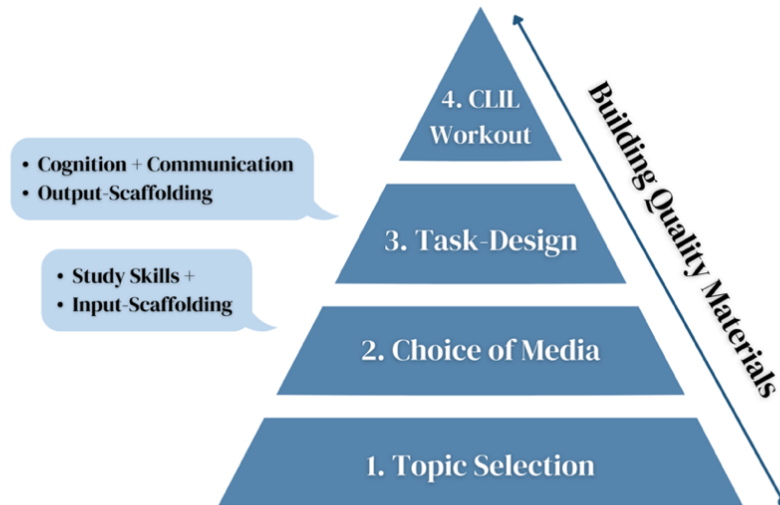 4. CLIL
Workout
• Cognition + Communication
• Output-Scaffolding
3. Task-Design
• Study Skills +
• Input-Scaffolding
2. Choice of Media
1. Topic Selection
Building Quality Materials